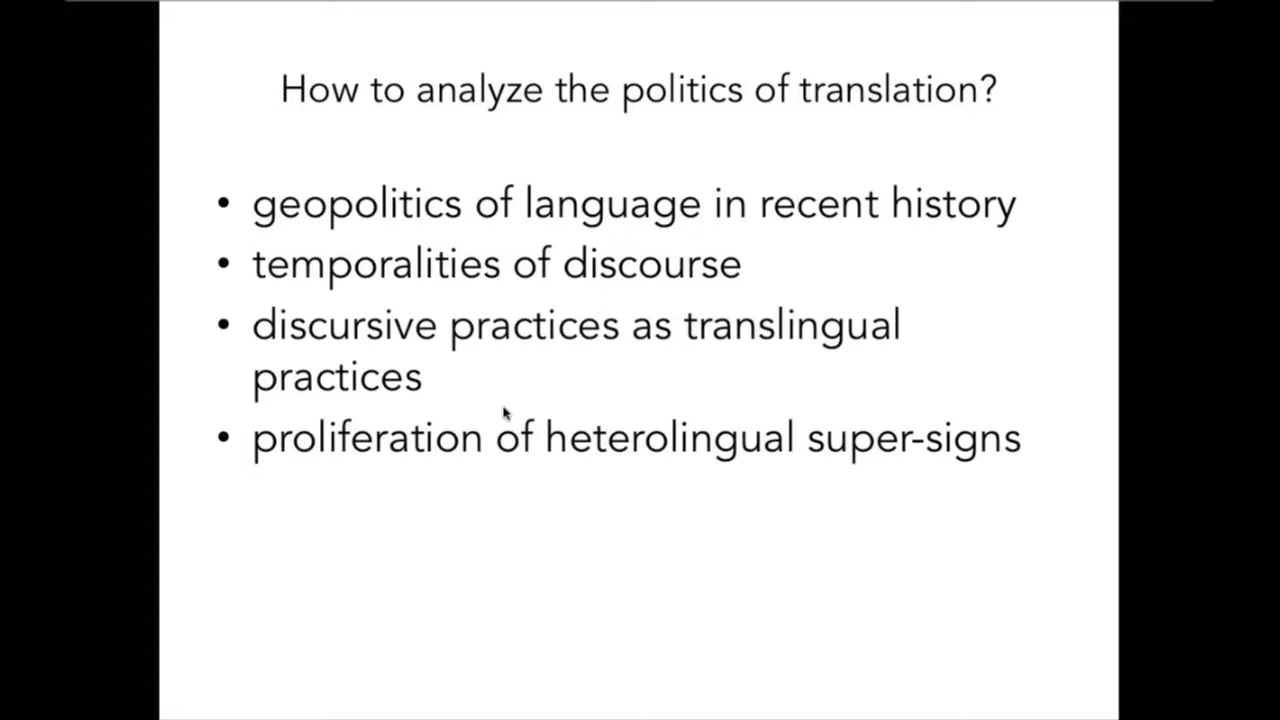 How to analyze the politics of translation?
• geopolitics of language in recent history
• temporalities of discourse
• discursive practices as translingual
practices
• proliferation of heterolingual super-signs